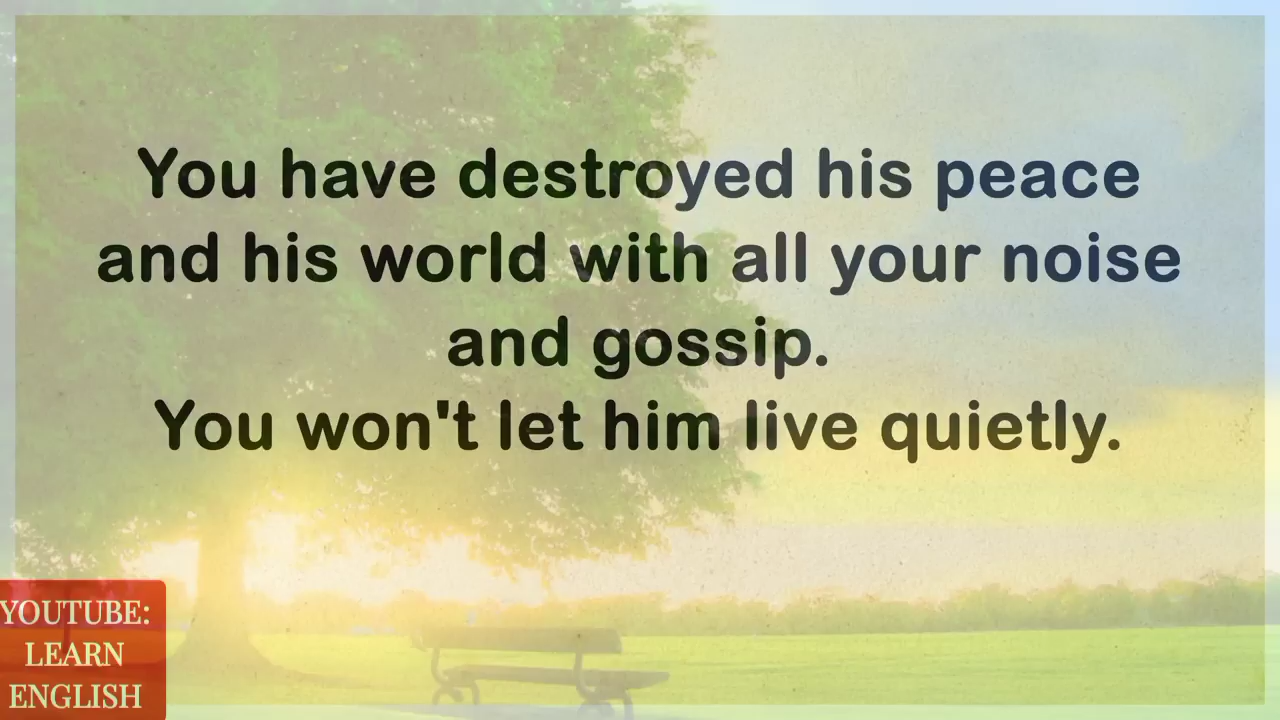 You have destroyed his peace
and his world with all your noise
and gossip.
You won't let him live quietly.
YOUTUBE:
LEARN
ENGLISH